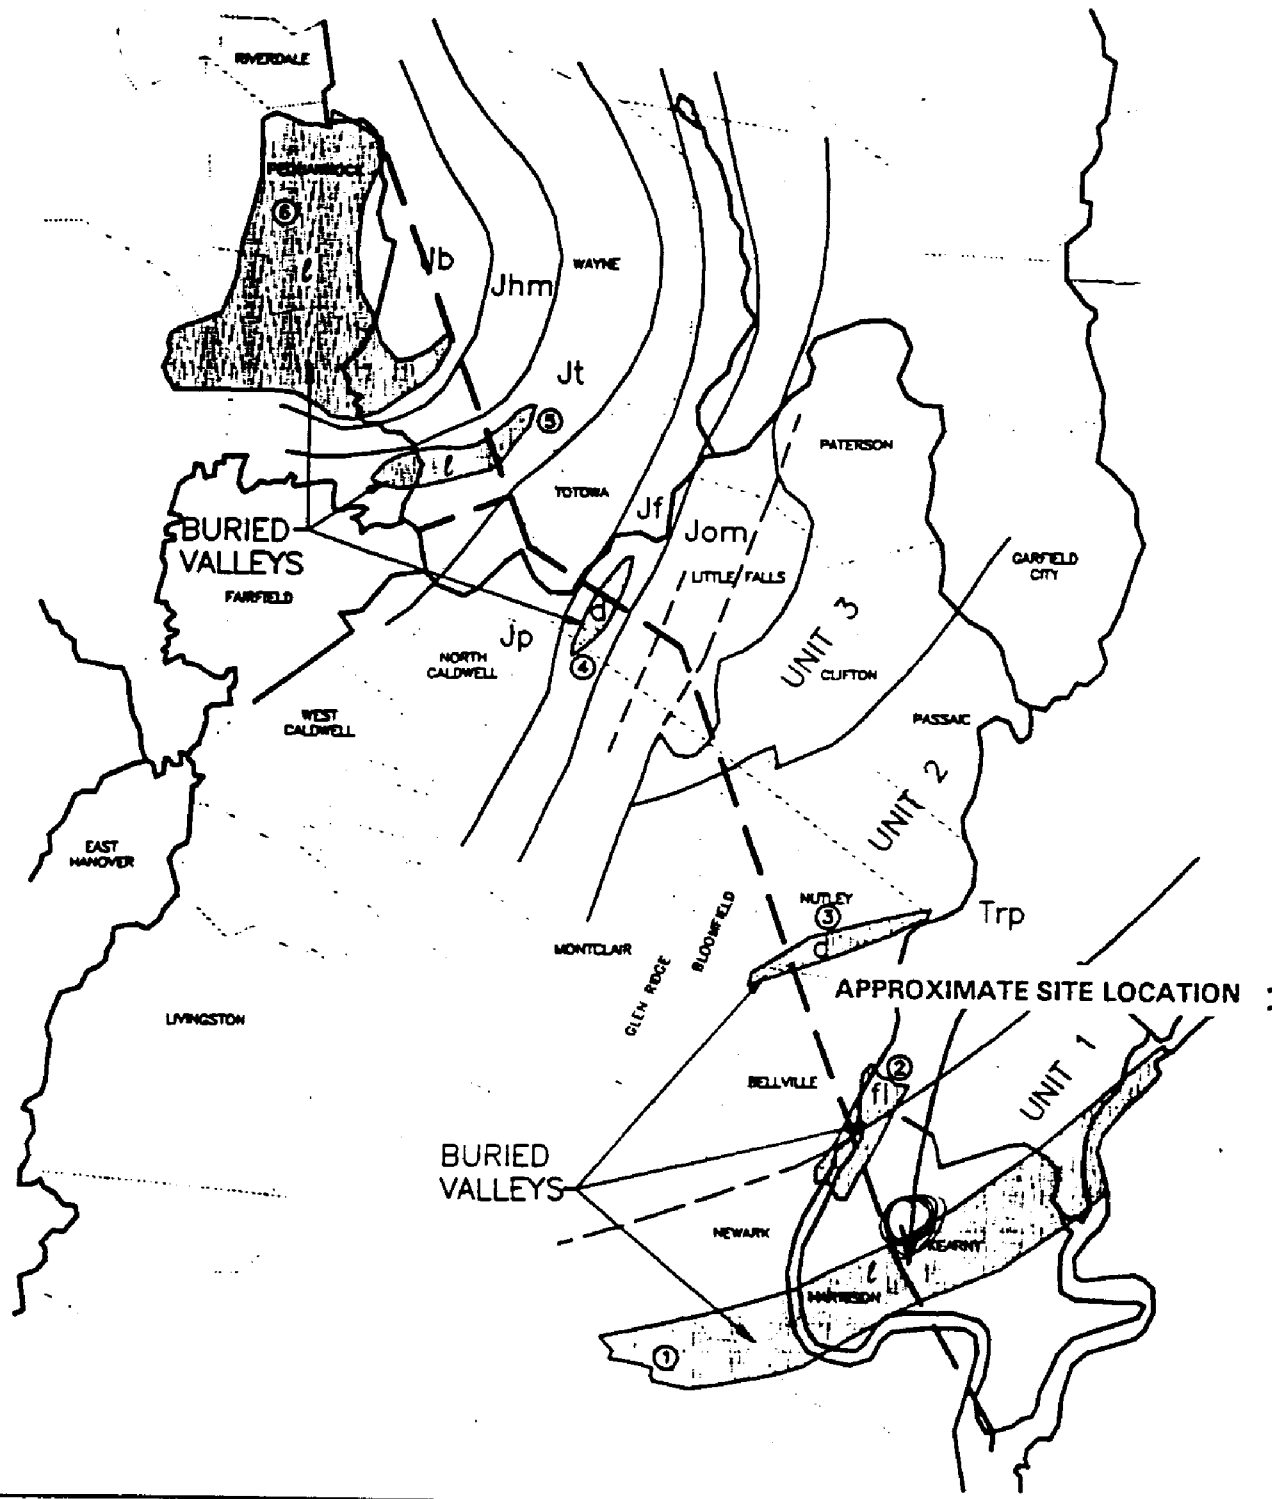 RIVERDALE
PEQUANNOCK
6
l
Jb
Jhm
WAYNE
Jt
5
l
PATERSON
TOTOWA
Jf
Jom
BURIED
VALLEYS
LITTLE FALLS
GARFIELD
CITY
FAIRFIELD
d
UNIT 3
Jp
NORTH
CALDWELL
4
CLIFTON
WEST
CALDWELL
PASSAIC
UNIT 2
EAST
HANOVER
NUTLEY
3
Trp
d
BLOOMFIELD
MONTCLAIR
GLEN RIDGE
APPROXIMATE SITE LOCATION
LIVINGSTON
UNIT 1
2
BELLVILLE
fl
BURIED
VALLEYS
NEWARK
KEARNY
l
HARRISON
1